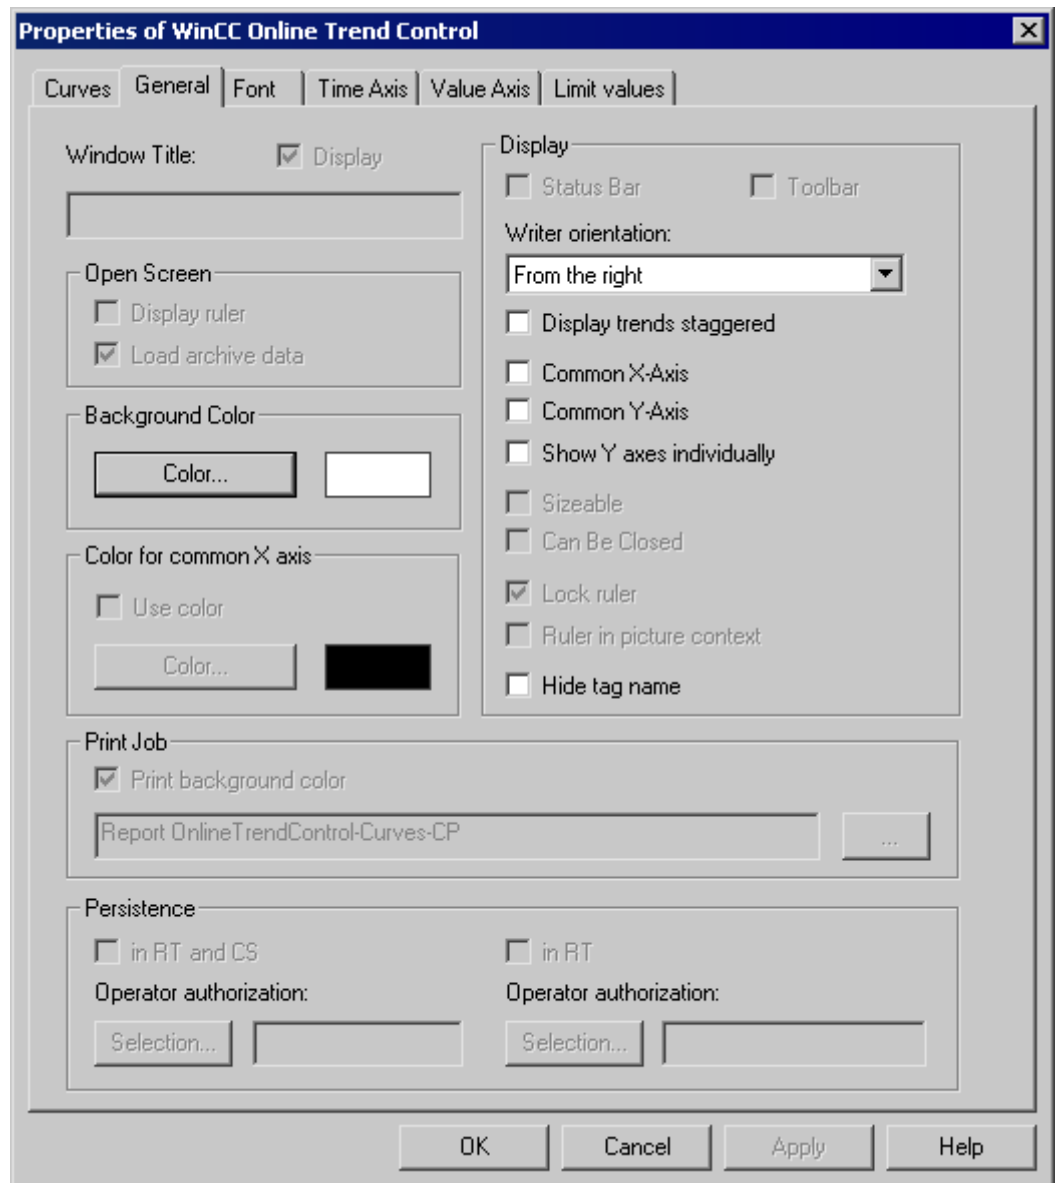 Properties of WinCC Online Trend Control
Curves General Font Time Axis Value Axis Limit values
Window Title: Display
Open Screen
Display ruler
Load archive data
Background Color
Color...
Color for common X axis
Use color
Color...
Display
Status Bar Toolbar
Writer orientation:
From the right
Display trends staggered
Common X-Axis
Common Y-Axis
Show Y axes individually
Sizeable
Can Be Closed
Lock ruler
Ruler in picture context
Hide tag name
Print Job
Print background color
Report OnlineTrendControl-Curves-CP ...
Persistence
in RT and CS in RT
Operator authorization: Operator authorization:
Selection... Selection...
OK Cancel Apply Help